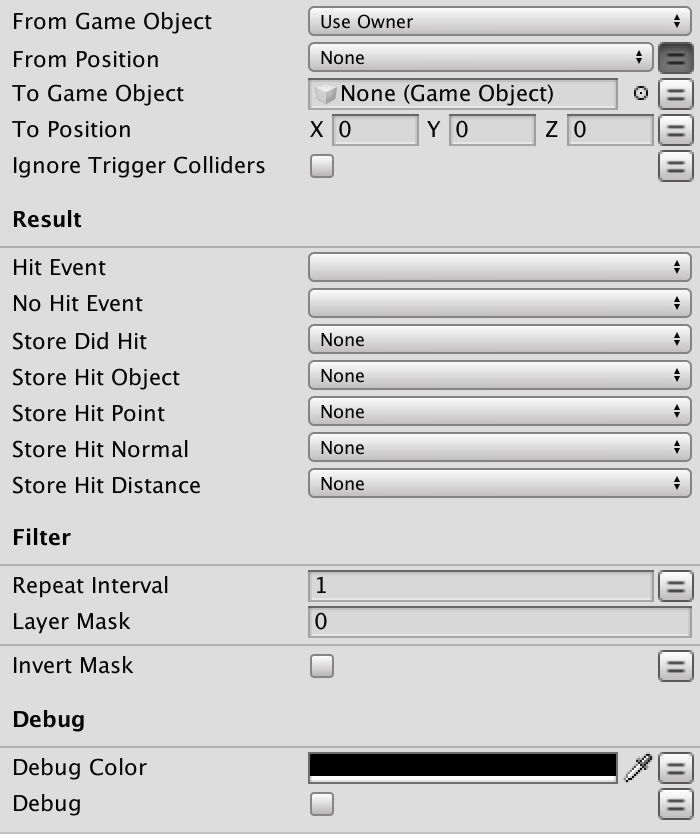 From Game Object Use Owner
From Position None
To Game Object None (Game Object)
To Position X 0 Y 0 Z 0
Ignore Trigger Colliders
Result
Hit Event
No Hit Event
Store Did Hit None
Store Hit Object None
Store Hit Point None
Store Hit Normal None
Store Hit Distance None
Filter
Repeat Interval 1
Layer Mask 0
Invert Mask
Debug
Debug Color
Debug